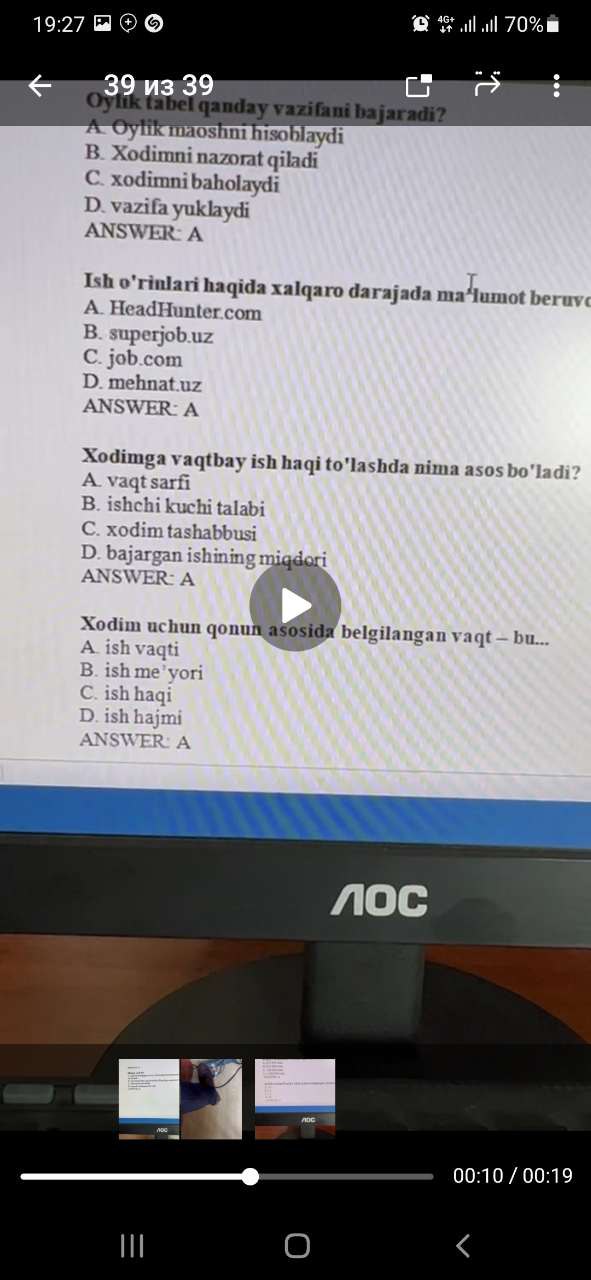 19:27 4G+ 70%
39 из 39
Oylik tabel qanday vazifani bajaradi?
A. Oylik maoshni hisoblaydi
B. Xodimni nazorat qiladi
C. xodimni baholaydi
D. vazifa yuklaydi
ANSWER: A
Ish o'rinlari haqida xalqaro darajada ma'lumot beruvc
A. HeadHunter.com
B. superjob.uz
C. job.com
D. mehnat.uz
ANSWER: A
Xodimga vaqtbay ish haqi to'lashda nima asos bo'ladi?
A. vaqt sarfi
B. ishchi kuchi talabi
C. xodim tashabbusi
D. bajargan ishining miqdori
ANSWER: A
Xodim uchun qonun asosida belgilangan vaqt – bu...
A. ish vaqti
B. ish me'yori
C. ish haqi
D. ish hajmi
ANSWER: A
AOC
AOC
AOC
00:10 / 00:19